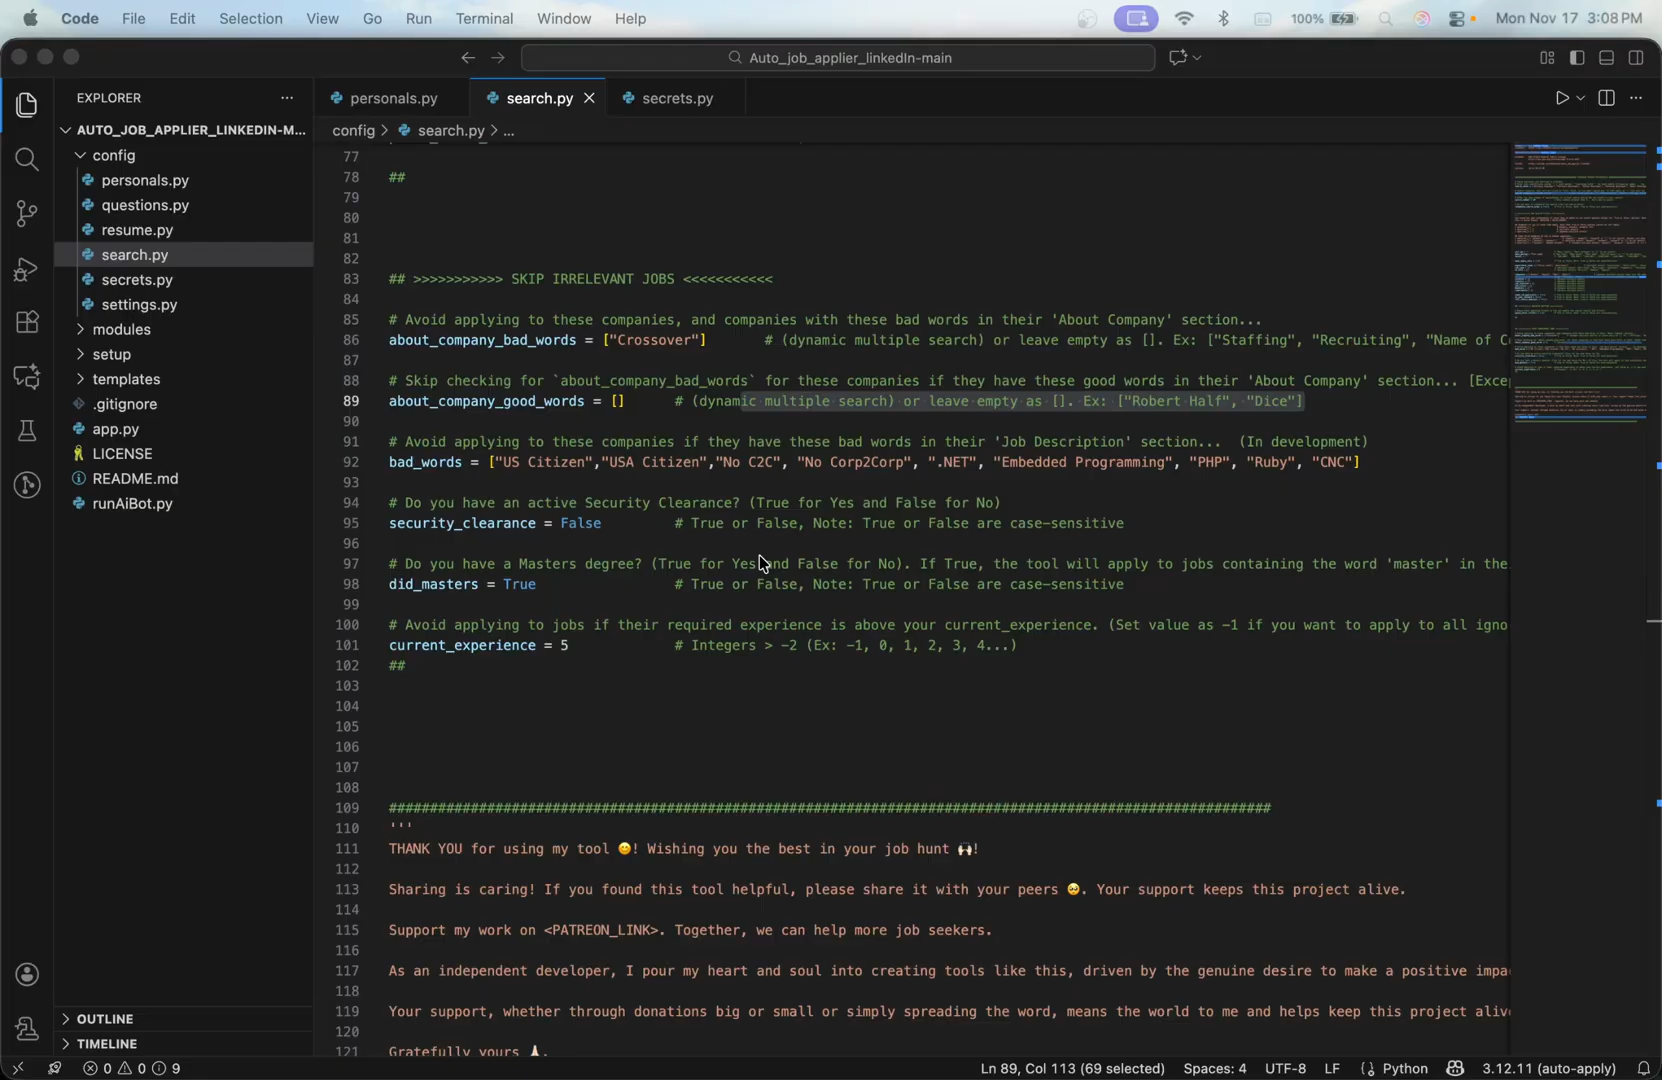 Code File Edit Selection View Go Run Terminal Window Help 100% Mon Nov 17 3:08 PM
Auto_job_applier_linkedIn-main
EXPLORER
personals.py
search.py
secrets.py
AUTO_JOB_APPLIER_LINKEDIN-M...
config > search.py > ...
config
personals.py
questions.py
resume.py
search.py
secrets.py
settings.py
modules
setup
templates
.gitignore
app.py
LICENSE
README.md
runAiBot.py
OUTLINE
TIMELINE
77
78 ##
79
80
81
82
83 ## >>>>>>>>>>> SKIP IRRELEVANT JOBS <<<<<<<<<<<
84
85 # Avoid applying to these companies, and companies with these bad words in their 'About Company' section...
86 about_company_bad_words = ["Crossover"] # (dynamic multiple search) or leave empty as []. Ex: ["Staffing", "Recruiting", "Name of C
87
88 # Skip checking for `about_company_bad_words` for these companies if they have these good words in their 'About Company' section... [Excep
89 about_company_good_words = [] # (dynamic multiple search) or leave empty as []. Ex: ["Robert Half", "Dice"]
90
91 # Avoid applying to these companies if they have these bad words in their 'Job Description' section... (In development)
92 bad_words = ["US Citizen","USA Citizen","No C2C", "No Corp2Corp", ".NET", "Embedded Programming", "PHP", "Ruby", "CNC"]
93
94 # Do you have an active Security Clearance? (True for Yes and False for No)
95 security_clearance = False # True or False, Note: True or False are case-sensitive
96
97 # Do you have a Masters degree? (True for Yes and False for No). If True, the tool will apply to jobs containing the word 'master' in the
98 did_masters = True # True or False, Note: True or False are case-sensitive
99
100 # Avoid applying to jobs if their required experience is above your current_experience. (Set value as -1 if you want to apply to all igno
101 current_experience = 5 # Integers > -2 (Ex: -1, 0, 1, 2, 3, 4...)
102 ##
103
104
105
106
107
108
109 #############################################################################################################
110 '''
111 THANK YOU for using my tool 😊! Wishing you the best in your job hunt 🙌🏻!
112
113 Sharing is caring! If you found this tool helpful, please share it with your peers 🥺. Your support keeps this project alive.
114
115 Support my work on <PATREON_LINK>. Together, we can help more job seekers.
116
117 As an independent developer, I pour my heart and soul into creating tools like this, driven by the genuine desire to make a positive impa
118
119 Your support, whether through donations big or small or simply spreading the word, means the world to me and helps keep this project aliv
120
121 Gratefully yours 🙏🏻,
0 0 9 Ln 89, Col 113 (69 selected) Spaces: 4 UTF-8 LF Python 3.12.11 (auto-apply)